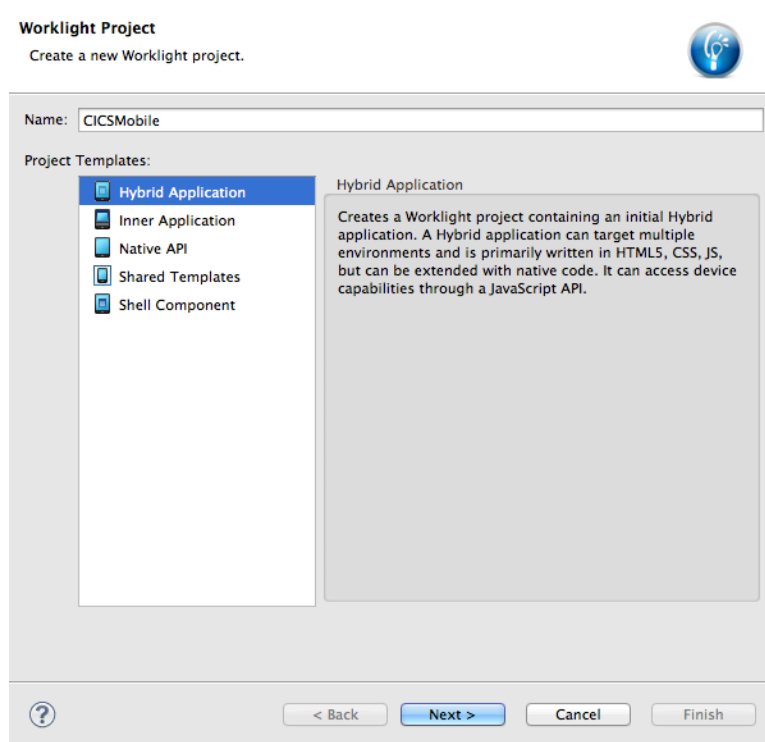 Worklight Project
Create a new Worklight project.
Name: CICSMobile
Project Templates:
Hybrid Application
Inner Application
Native API
Shared Templates
Shell Component
Hybrid Application
Creates a Worklight project containing an initial Hybrid
application. A Hybrid application can target multiple
environments and is primarily written in HTML5, CSS, JS,
but can be extended with native code. It can access device
capabilities through a JavaScript API.
?
< Back Next > Cancel Finish